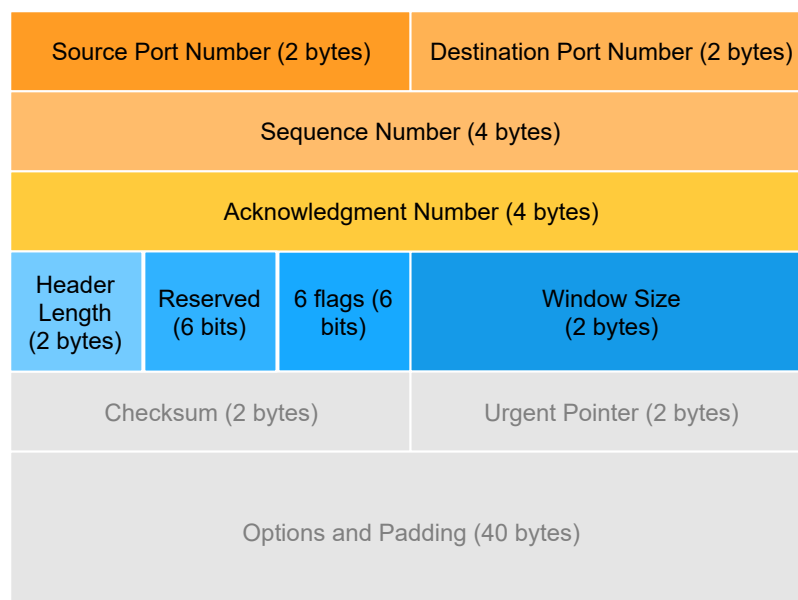 Source Port Number (2 bytes)
Destination Port Number (2 bytes)
Sequence Number (4 bytes)
Acknowledgment Number (4 bytes)
Header
Length
(2 bytes)
Reserved
(6 bits)
6 flags (6
bits)
Window Size
(2 bytes)
Checksum (2 bytes)
Urgent Pointer (2 bytes)
Options and Padding (40 bytes)